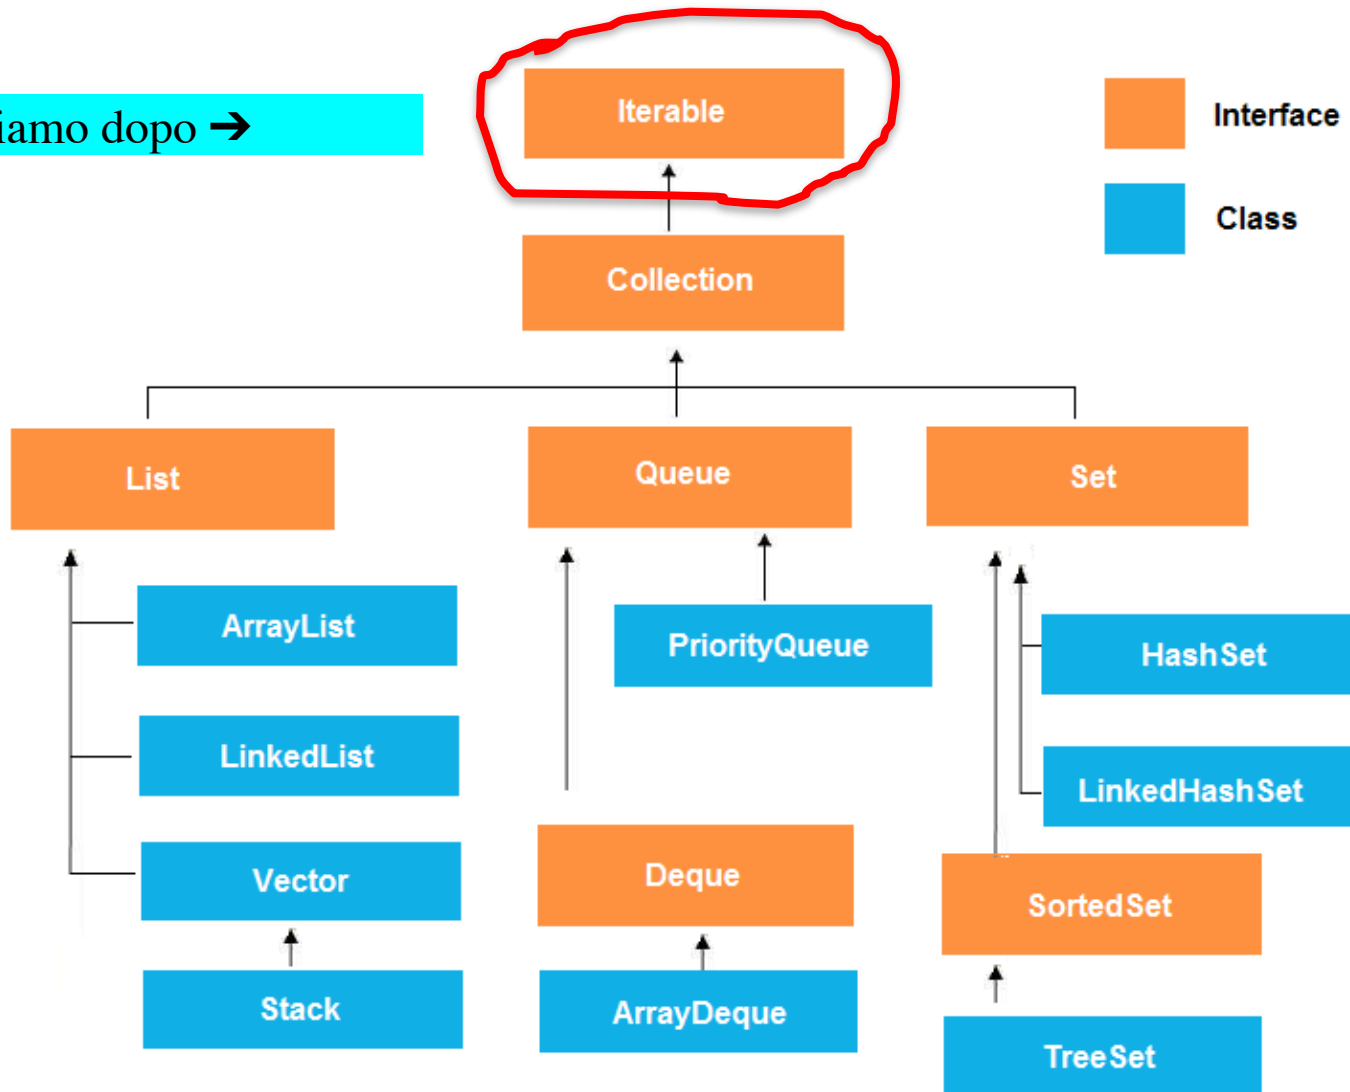 Iterable
Interface
iamo dopo ➔
Class
Collection
List
Queue
Set
ArrayList
PriorityQueue
HashSet
LinkedList
LinkedHashSet
Vector
Deque
SortedSet
Stack
ArrayDeque
TreeSet